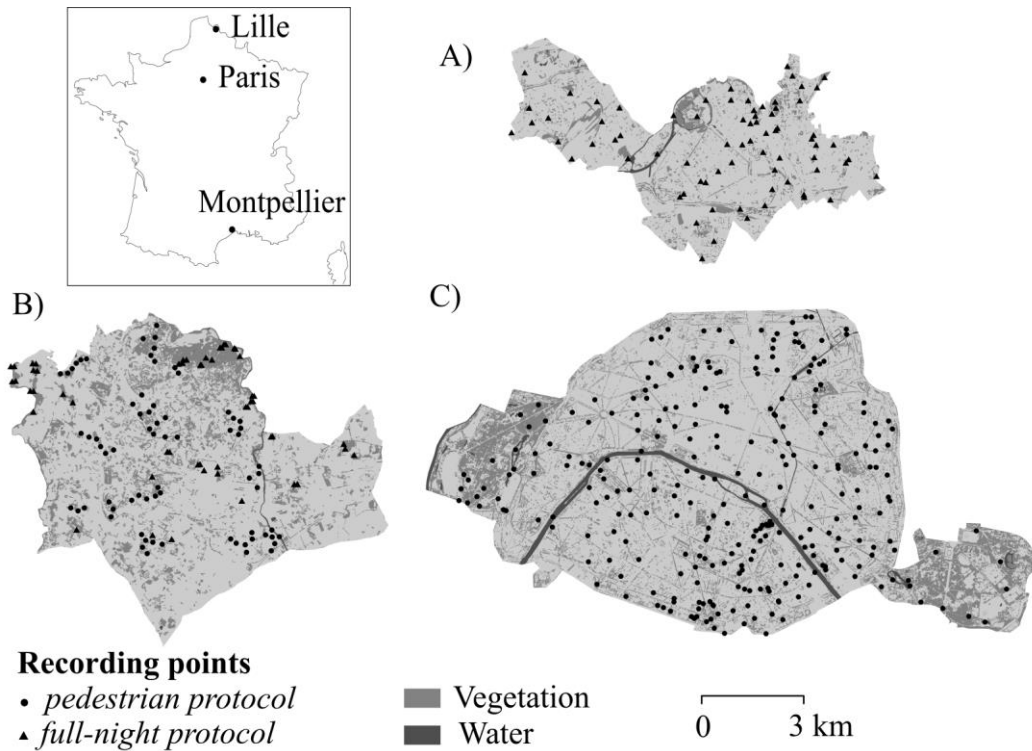 Lille
Paris
Montpellier
A)
B)
C)
Recording points
pedestrian protocol
full-night protocol
Vegetation
Water
0 3 km